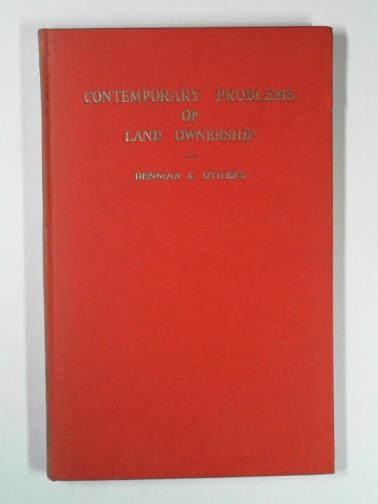 CONTEMPORARY PROBLEMS
OF
LAND OWNERSHIP
DENMAN & OTHERS